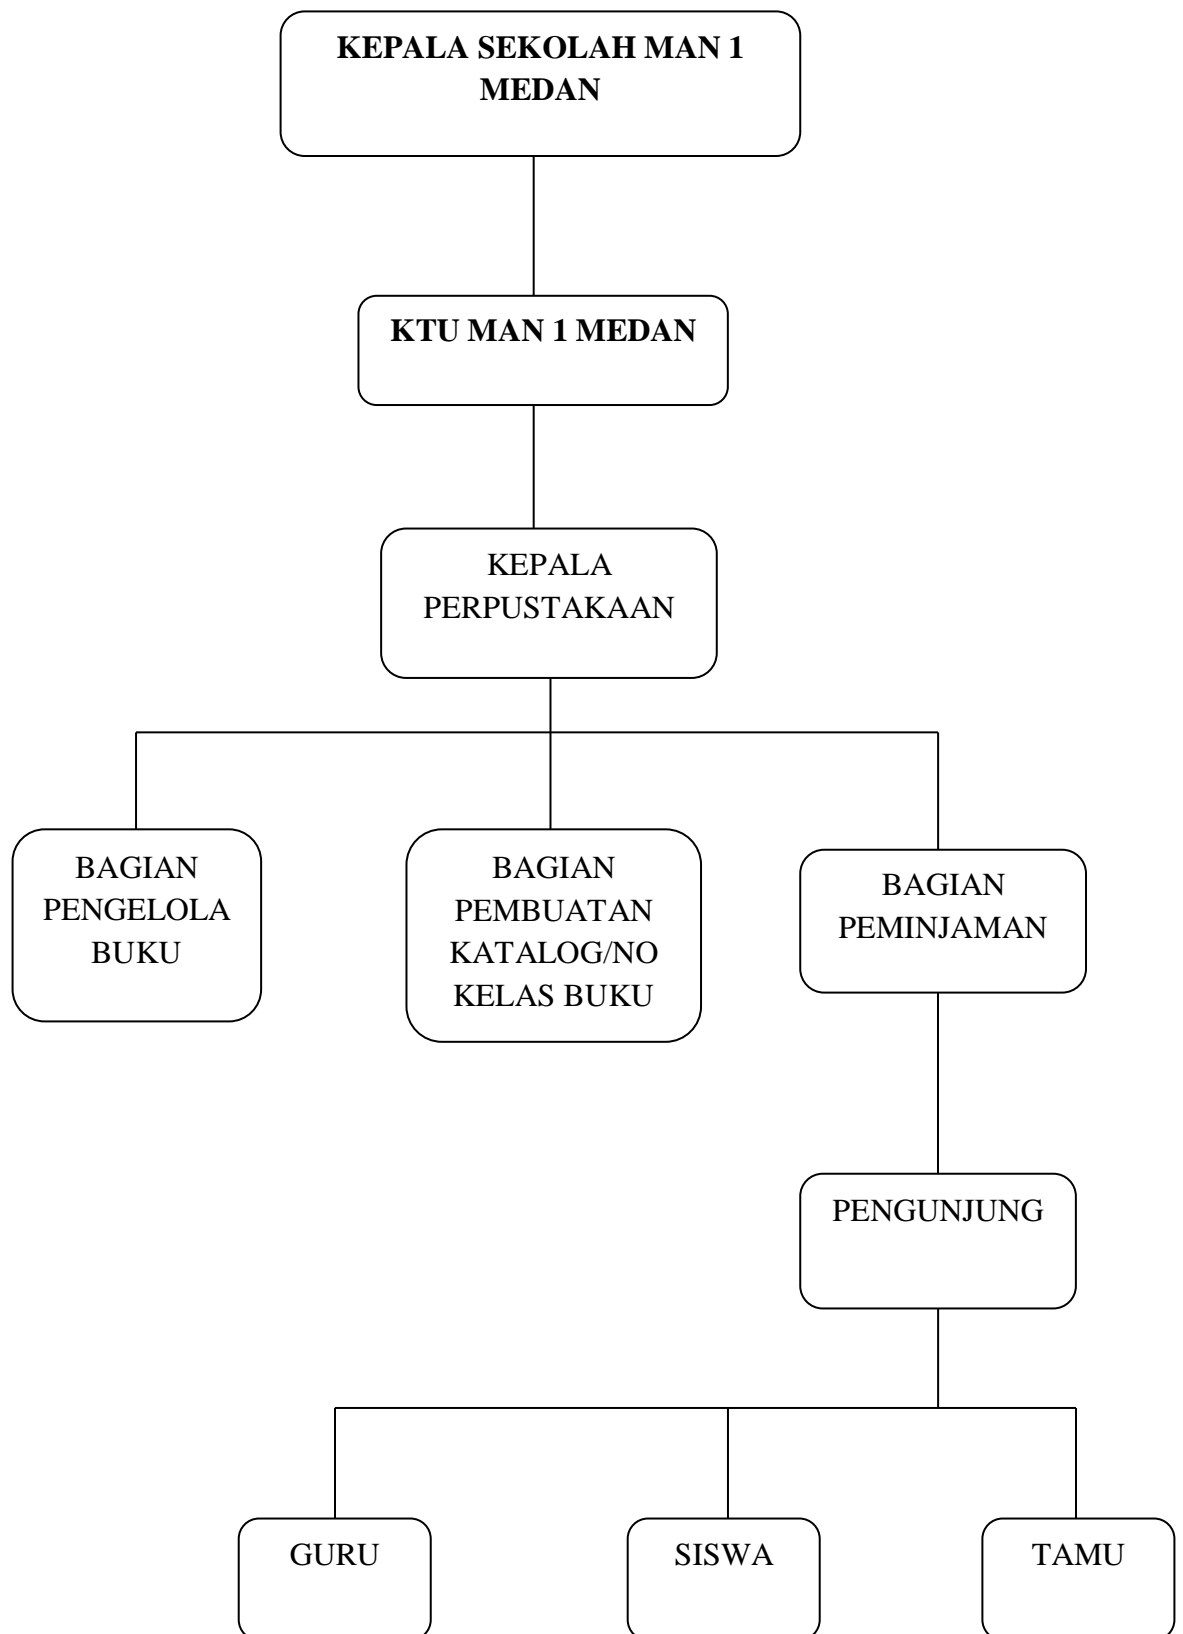 KEPALA SEKOLAH MAN 1
MEDAN
KTU MAN 1 MEDAN
KEPALA
PERPUSTAKAAN
BAGIAN
PENGELOLA
BUKU
BAGIAN
PEMBUATAN
KATALOG/NO
KELAS BUKU
BAGIAN
PEMINJAMAN
PENGUNJUNG
GURU
SISWA
TAMU